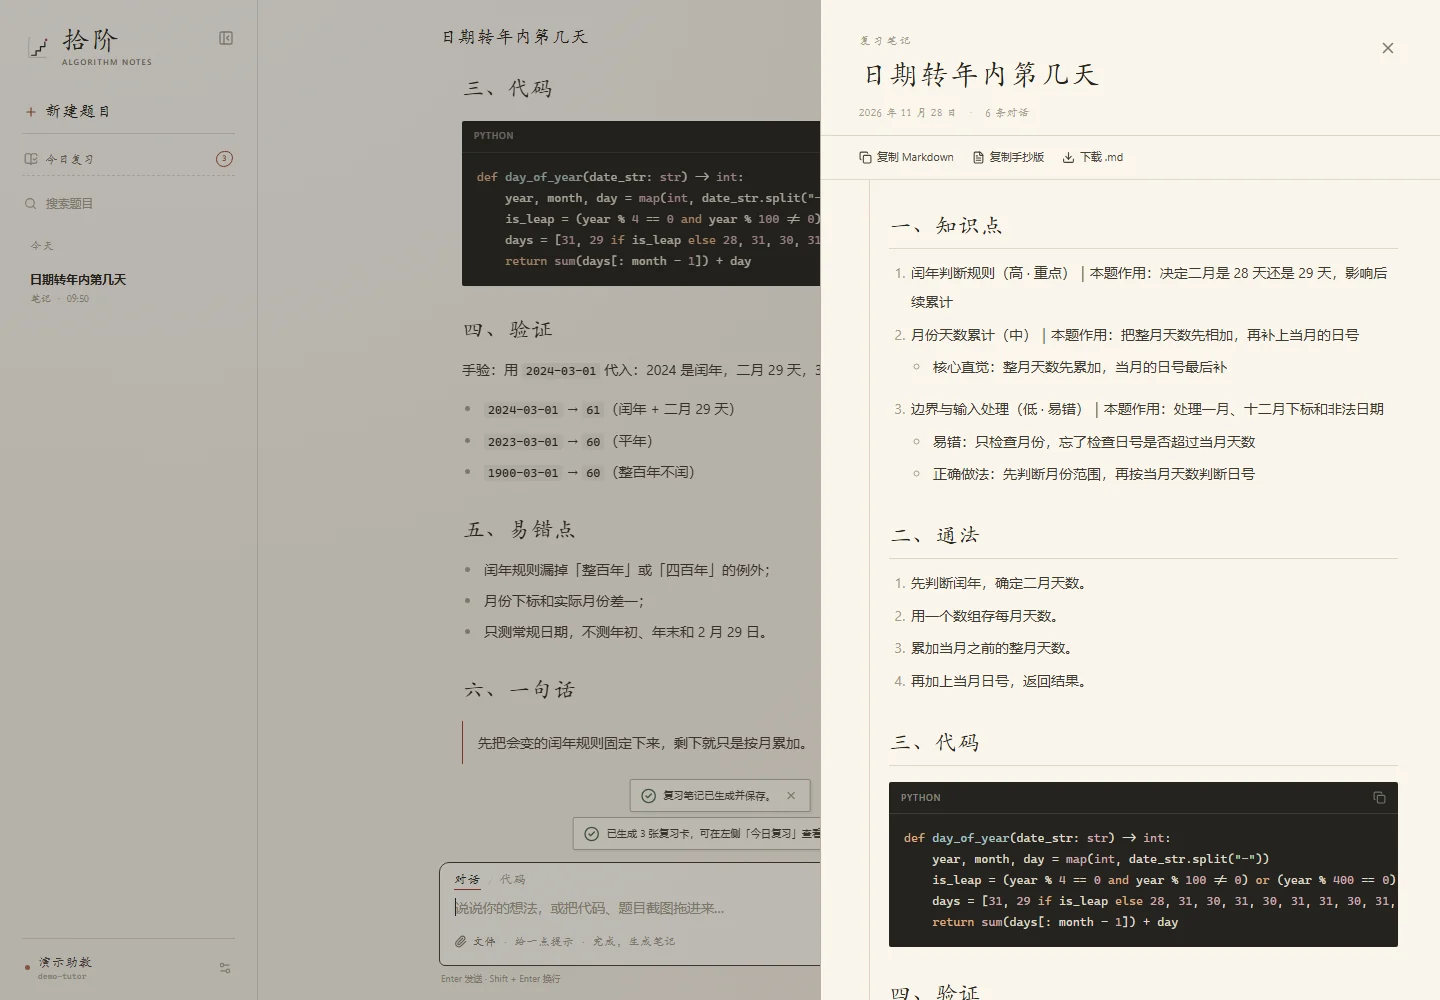 拾阶
ALGORITHM NOTES
+ 新建题目
今日复习
3
搜索题目
今天
日期转年内第几天
笔记 · 09:50
演示助教
demo-tutor
日期转年内第几天
三、代码
PYTHON
def day_of_year(date_str: str) → int:
year, month, day = map(int, date_str.split("-
is_leap = (year % 4 == 0 and year % 100 ≠ 0)
days = [31, 29 if is_leap else 28, 31, 30, 31
return sum(days[: month - 1]) + day
四、验证
手验：用 2024-03-01 代入：2024 是闰年，二月 29 天，3
• 2024-03-01 → 61（闰年 + 二月 29 天）
• 2023-03-01 → 60（平年）
• 1900-03-01 → 60（整百年不闰）
五、易错点
• 闰年规则漏掉「整百年」或「四百年」的例外；
• 月份下标和实际月份差一；
• 只测常规日期，不测年初、年末和 2 月 29 日。
六、一句话
先把会变的闰年规则固定下来，剩下就只是按月累加。
复习笔记已生成并保存。
已生成 3 张复习卡，可在左侧「今日复习」查看
对话 / 代码
说说你的想法，或把代码、题目截图拖进来…
文件 · 给一点提示 · 完成，生成笔记
Enter 发送 · Shift + Enter 换行
复习笔记
日期转年内第几天
2026 年 11 月 28 日 · 6 条对话
复制 Markdown
复制手抄版
下载 .md
一、知识点
1. 闰年判断规则（高 · 重点）｜本题作用：决定二月是 28 天还是 29 天，影响后
续累计
2. 月份天数累计（中）｜本题作用：把整月天数先相加，再补上当月的日号
◦ 核心直觉：整月天数先累加，当月的日号最后补
3. 边界与输入处理（低 · 易错）｜本题作用：处理一月、十二月下标和非法日期
◦ 易错：只检查月份，忘了检查日号是否超过当月天数
◦ 正确做法：先判断月份范围，再按当月天数判断日号
二、通法
1. 先判断闰年，确定二月天数。
2. 用一个数组存每月天数。
3. 累加当月之前的整月天数。
4. 再加上当月日号，返回结果。
三、代码
PYTHON
def day_of_year(date_str: str) → int:
year, month, day = map(int, date_str.split("-"))
is_leap = (year % 4 == 0 and year % 100 ≠ 0) or (year % 400 == 0)
days = [31, 29 if is_leap else 28, 31, 30, 31, 30, 31, 31, 30, 31,
return sum(days[: month - 1]) + day
四、验证